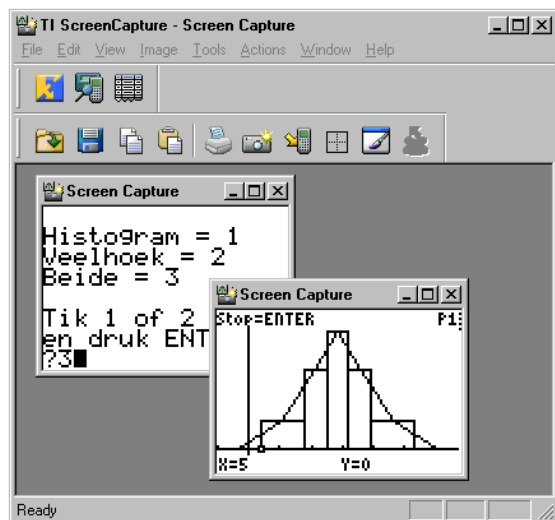 TI ScreenCapture - Screen Capture
File Edit View Image Tools Actions Window Help
Screen Capture
Histogram = 1
Veelhoek = 2
Beide = 3
Tik 1 of 2
en druk ENT
?3
Screen Capture
Stop=ENTER P1
X=5 Y=0
Ready